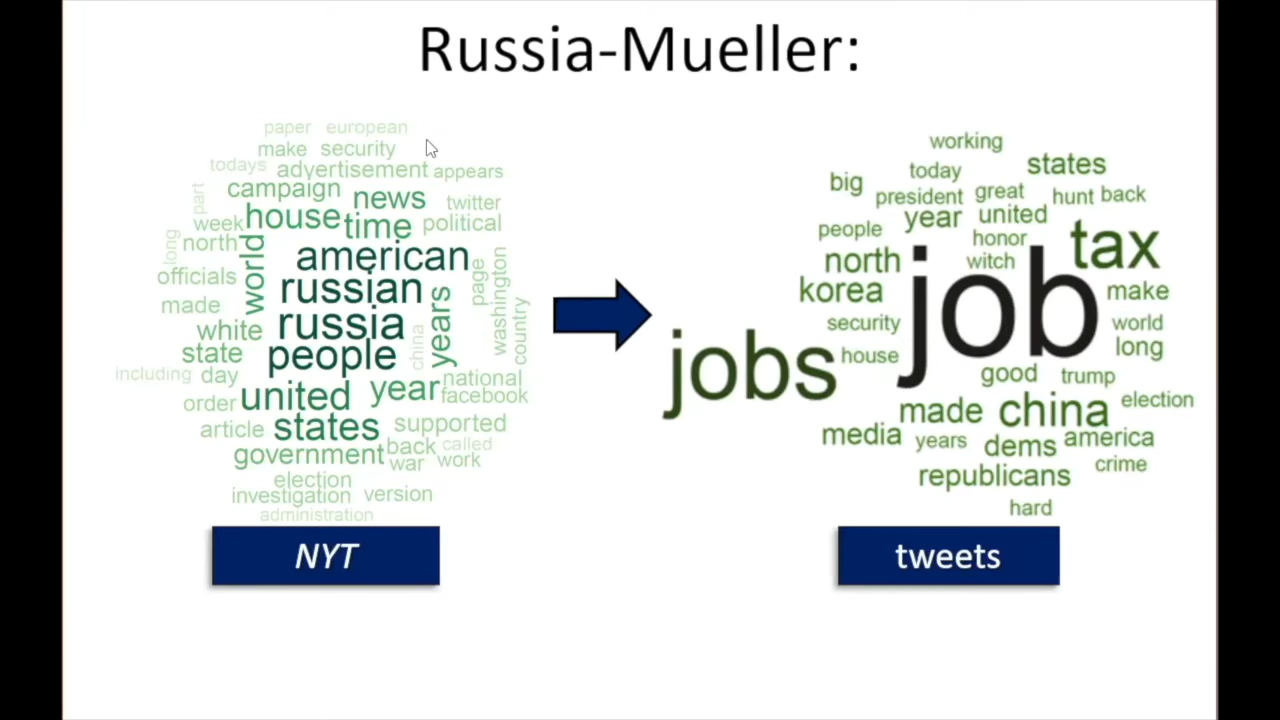 Russia-Mueller:
paper european
make security
todays advertisement appears
part campaign news twitter
week house time political
long north world american
officials russian page washington
made russia years country
white people china
state
including day united year national
facebook
order states supported
article government back called
war work
election
investigation version
administration
NYT
working
today states
big president great hunt back
people year united tax
honor
north witch job
korea make
security world
jobs house long
good trump
made china election
media years dems america
republicans crime
hard
tweets